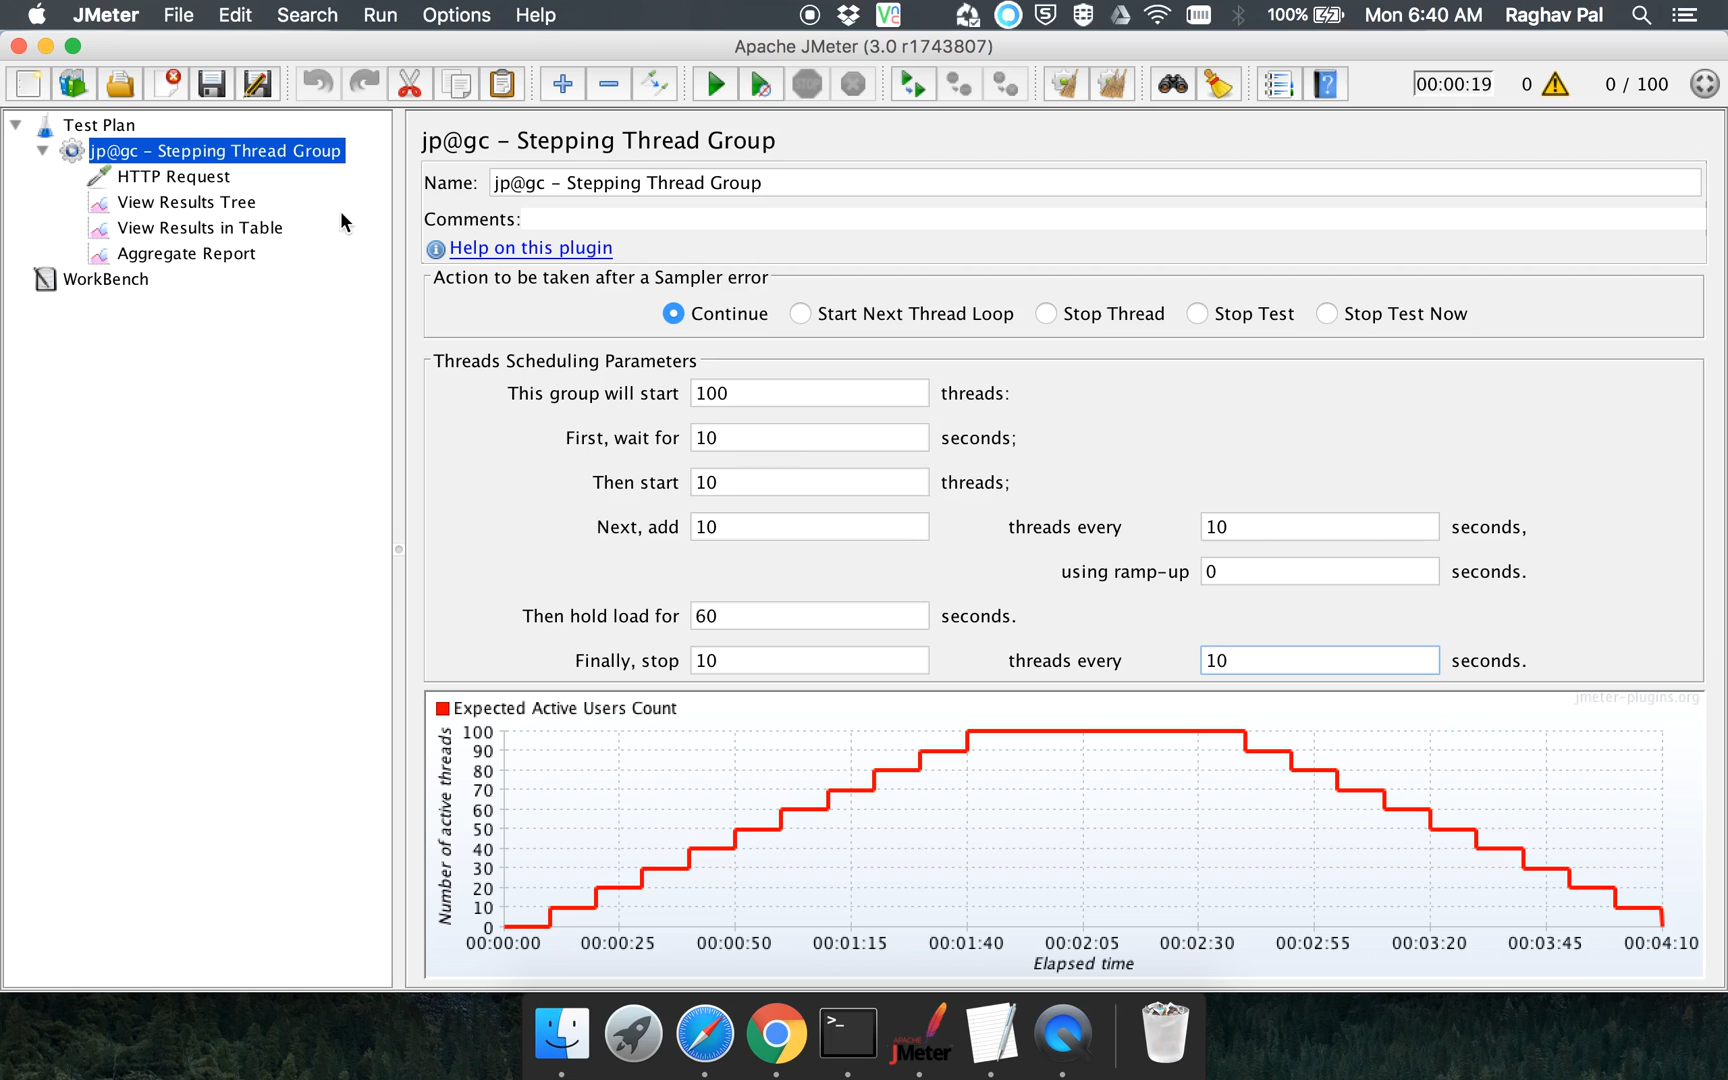 JMeter File Edit Search Run Options Help 100% Mon 6:40 AM Raghav Pal
Apache JMeter (3.0 r1743807)
STOP 00:00:19 0 0 / 100
Test Plan
jp@gc - Stepping Thread Group
HTTP Request
View Results Tree
View Results in Table
Aggregate Report
WorkBench
jp@gc - Stepping Thread Group
Name: jp@gc - Stepping Thread Group
Comments:
Help on this plugin
Action to be taken after a Sampler error
Continue Start Next Thread Loop Stop Thread Stop Test Stop Test Now
Threads Scheduling Parameters
This group will start 100 threads:
First, wait for 10 seconds;
Then start 10 threads;
Next, add 10 threads every 10 seconds,
using ramp-up 0 seconds.
Then hold load for 60 seconds.
Finally, stop 10 threads every 10 seconds.
jmeter-plugins.org
Expected Active Users Count
Number of active threads
100
90
80
70
60
50
40
30
20
10
0
00:00:00 00:00:25 00:00:50 00:01:15 00:01:40 00:02:05 00:02:30 00:02:55 00:03:20 00:03:45 00:04:10
Elapsed time
APACHE
JMeter